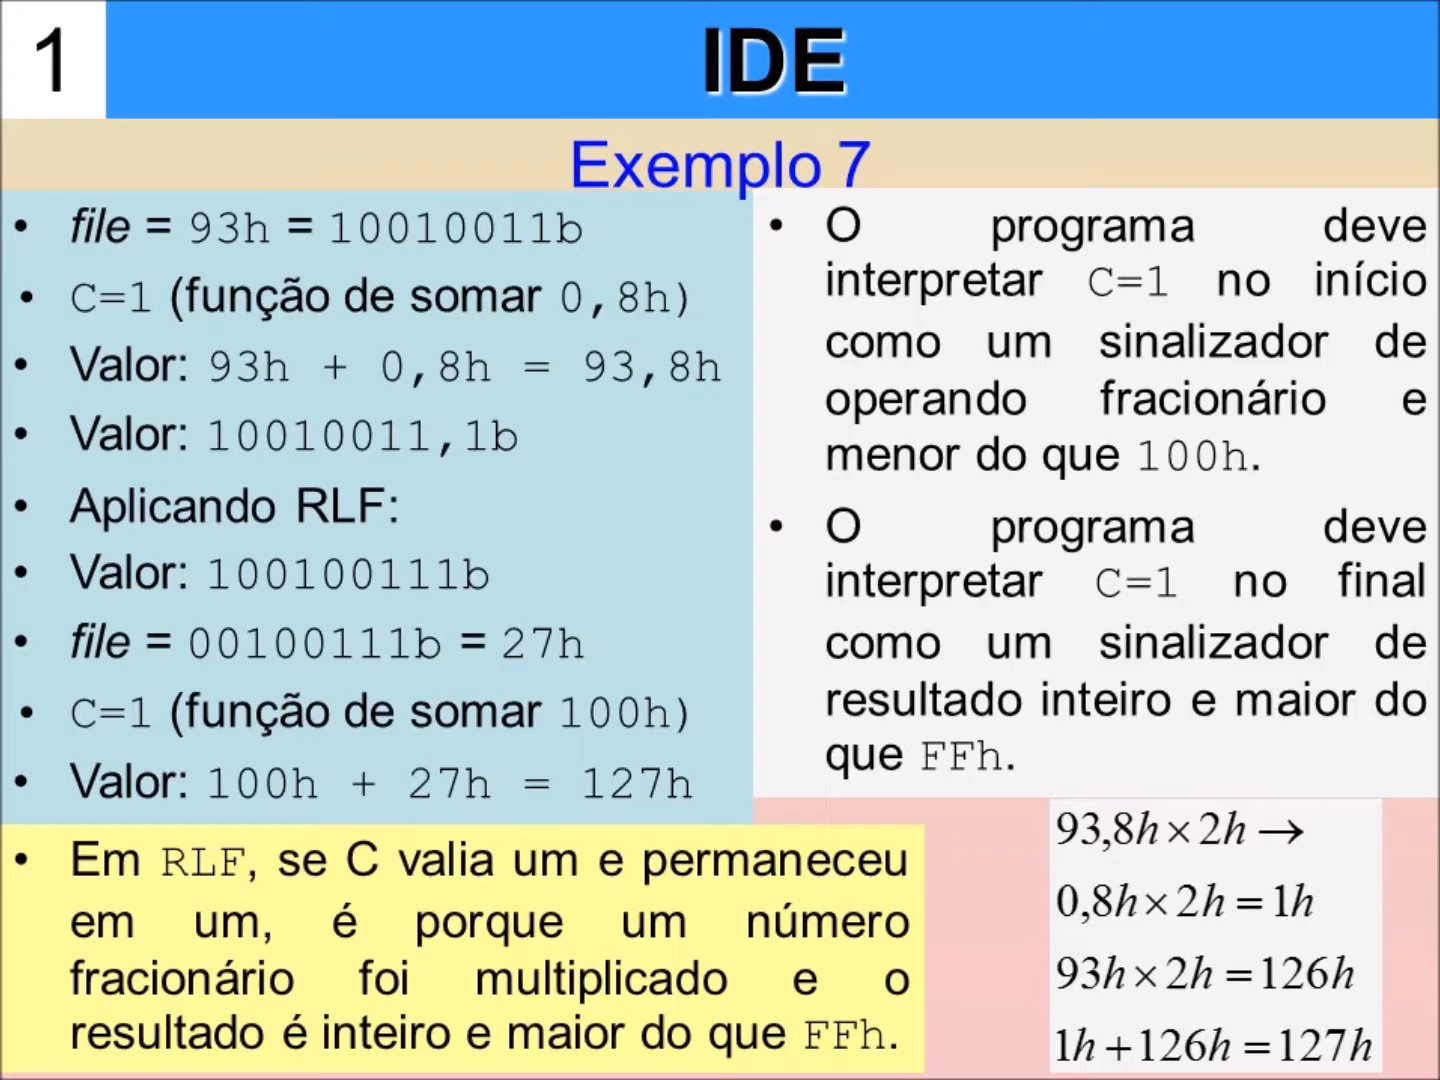 1
IDE
Exemplo 7
• file = 93h = 10010011b
• C=1 (função de somar 0,8h)
• Valor: 93h + 0,8h = 93,8h
• Valor: 10010011,1b
• Aplicando RLF:
• Valor: 100100111b
• file = 00100111b = 27h
• C=1 (função de somar 100h)
• Valor: 100h + 27h = 127h
• Em RLF, se C valia um e permaneceu
em um, é porque um número
fracionário foi multiplicado e o
resultado é inteiro e maior do que FFh.
• O programa deve
interpretar C=1 no início
como um sinalizador de
operando fracionário e
menor do que 100h.
• O programa deve
interpretar C=1 no final
como um sinalizador de
resultado inteiro e maior do
que FFh.
93,8h×2h→
0,8h×2h=1h
93h×2h=126h
1h+126h=127h